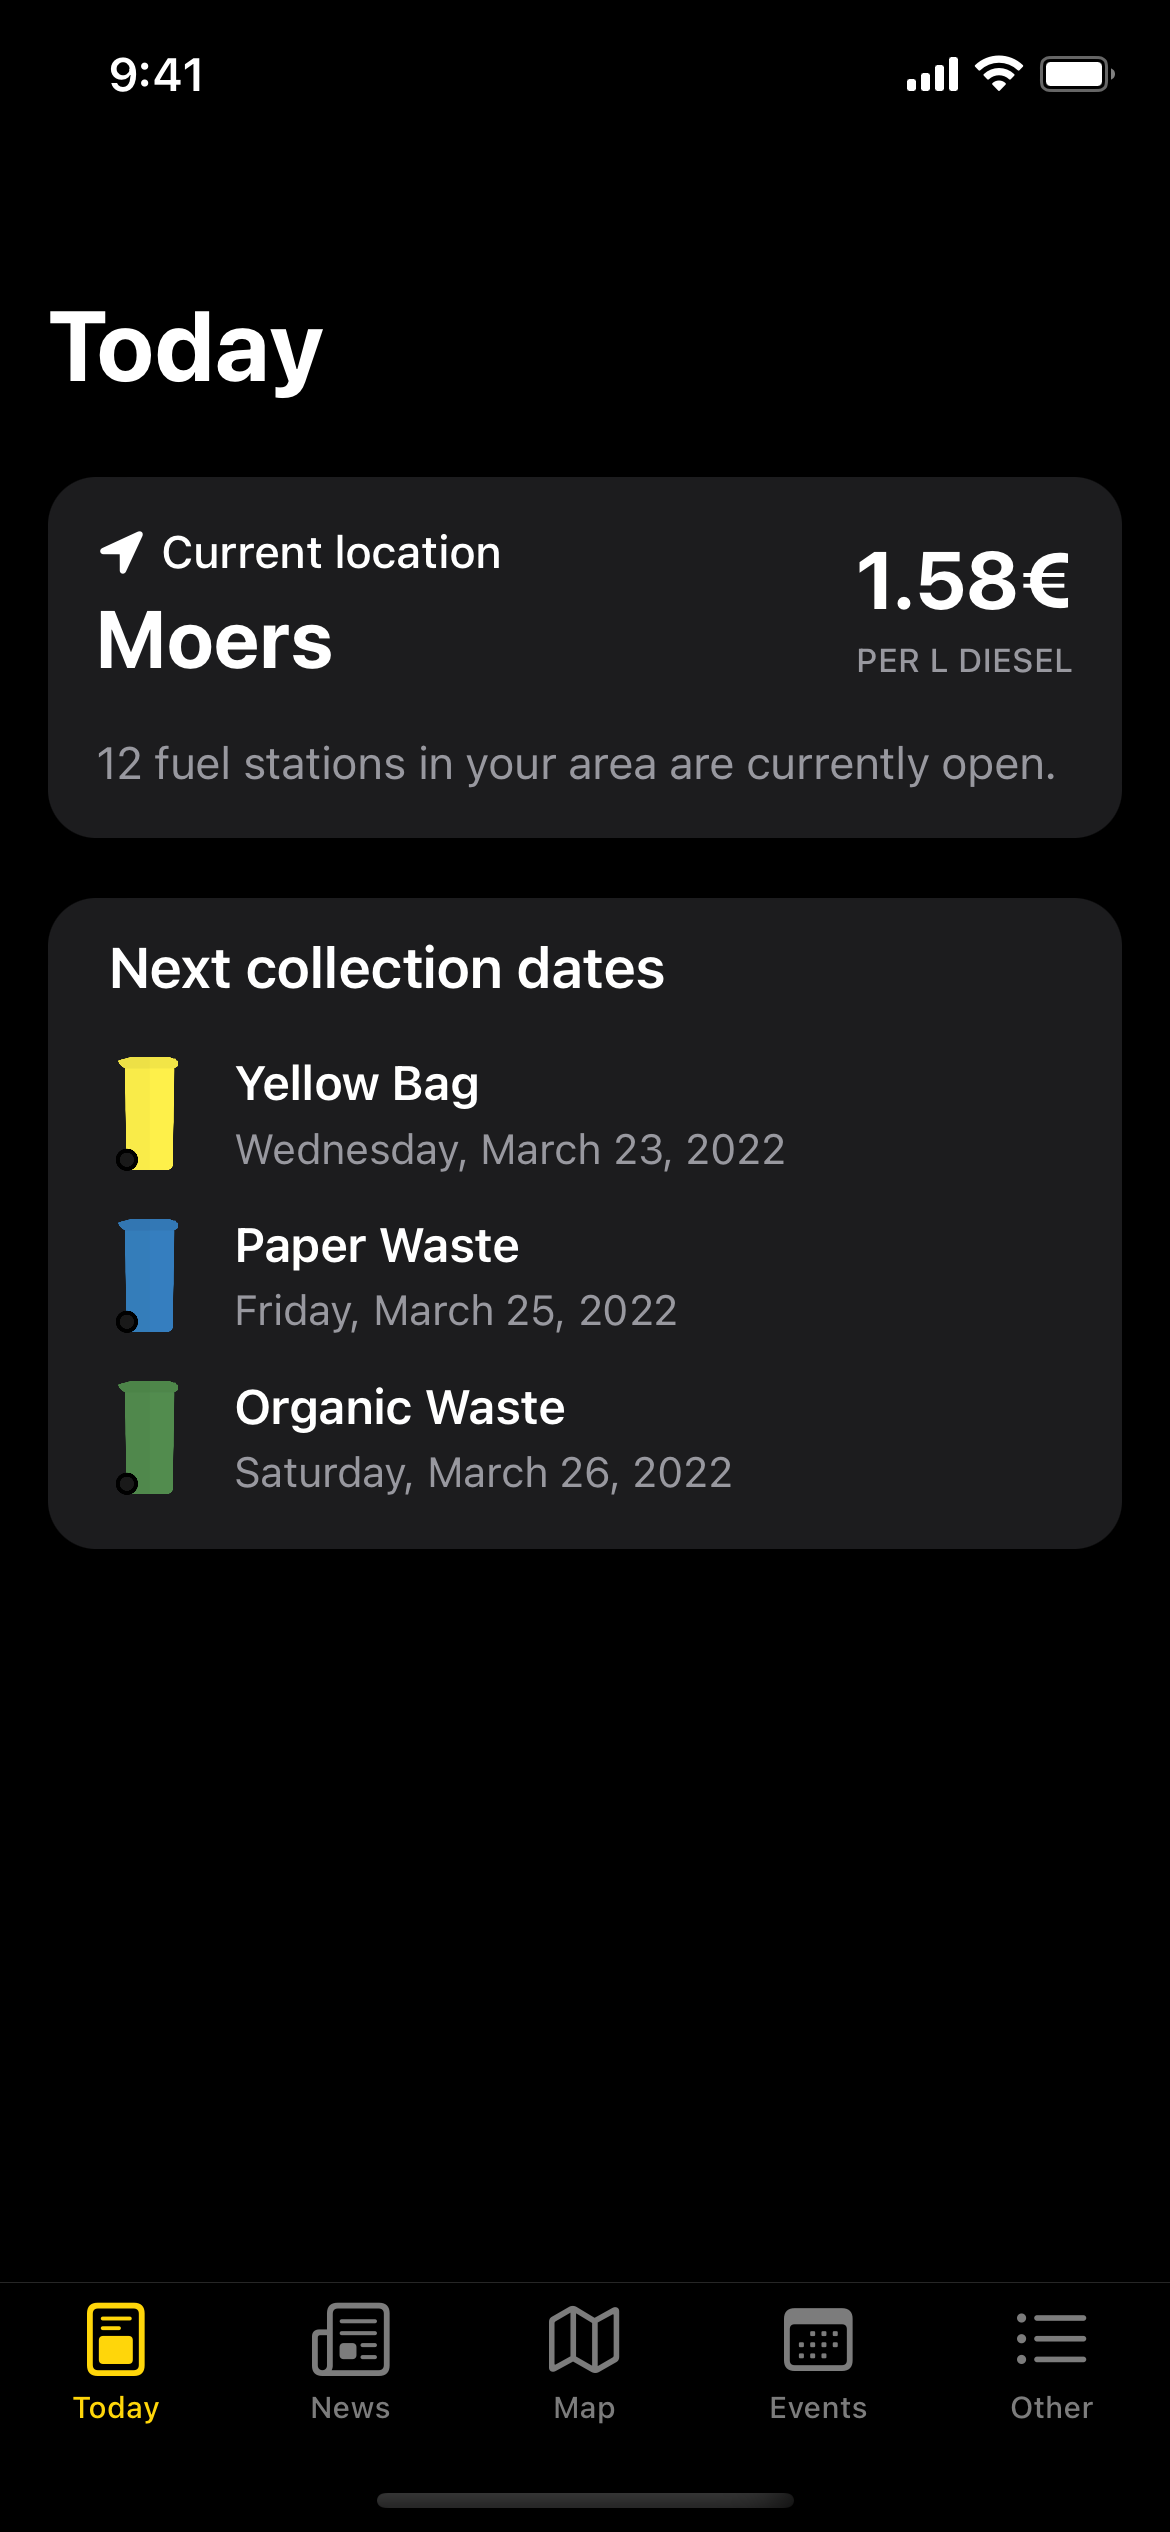 9:41
Today
Current location
Moers
1.58€
PER L DIESEL
12 fuel stations in your area are currently open.
Next collection dates
Yellow Bag
Wednesday, March 23, 2022
Paper Waste
Friday, March 25, 2022
Organic Waste
Saturday, March 26, 2022
Today
News
Map
Events
Other